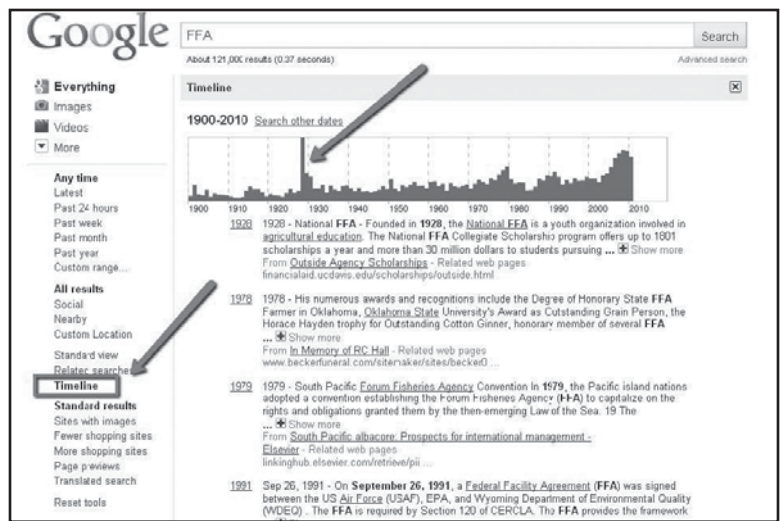 Google
FFA
Search
About 121,000 results (0.37 seconds)
Advanced search
Everything
Images
Videos
More
Any time
Latest
Past 24 hours
Past week
Past month
Past year
Custom range...
All results
Social
Nearby
Custom Location
Standard view
Related searches
Timeline
Standard results
Sites with images
Fewer shopping sites
More shopping sites
Page previews
Translated search
Reset tools
Timeline
1900-2010 Search other dates
1900 1910 1920 1930 1940 1950 1960 1970 1980 1990 2000 2010
1928 1928 - National FFA - Founded in 1928, the National FFA is a youth organization involved in
agricultural education. The National FFA Collegiate Scholarship program offers up to 1801
scholarships a year and more than 30 million dollars to students pursuing ... Show more
From Outside Agency Scholarships - Related web pages
financialaid.ucdavis.edu/scholarships/outside.html
1978 1978 - His numerous awards and recognitions include the Degree of Honorary State FFA
Farmer in Oklahoma, Oklahoma State University's Award as Outstanding Grain Person, the
Horace Hayden trophy for Outstanding Cotton Ginner, honorary member of several FFA
... Show more
From In Memory of RC Hall - Related web pages
www.beckerfuneral.com/sitemaker/sites/becker0 ...
1979 1979 - South Pacific Forum Fisheries Agency Convention In 1979, the Pacific island nations
adopted a convention establishing the Forum Fisheries Agency (FFA) to capitalize on the
rights and obligations granted them by the then-emerging Law of the Sea. 19 The
... Show more
From South Pacific albacore: Prospects for international management -
Elsevier - Related web pages
linkinghub.elsevier.com/retrieve/pii ...
1991 Sep 26, 1991 - On September 26, 1991, a Federal Facility Agreement (FFA) was signed
between the US Air Force (USAF), EPA, and Wyoming Department of Environmental Quality
(WDEQ) . The FFA is required by Section 120 of CERCLA. The FFA provides the framework